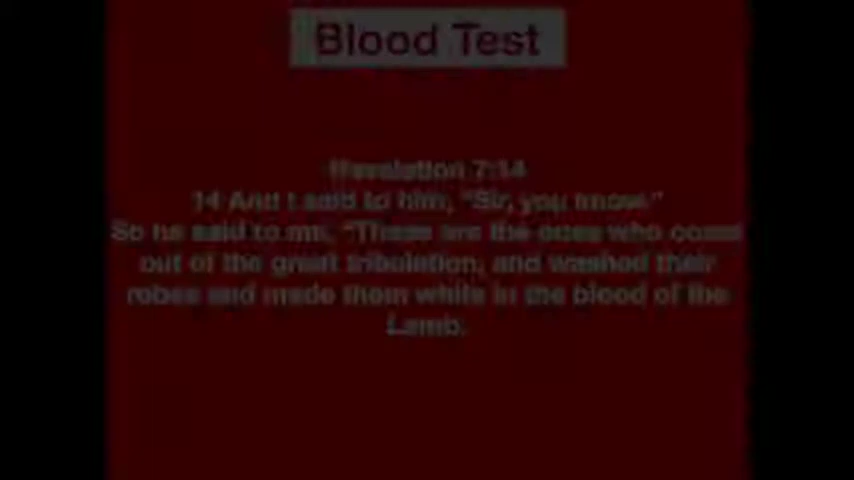 Blood Test
Revelation 7:14
14 And I said to him, "Sir, you know."
So he said to me, "These are the ones who come
out of the great tribulation, and washed their
robes and made them white in the blood of the
Lamb.